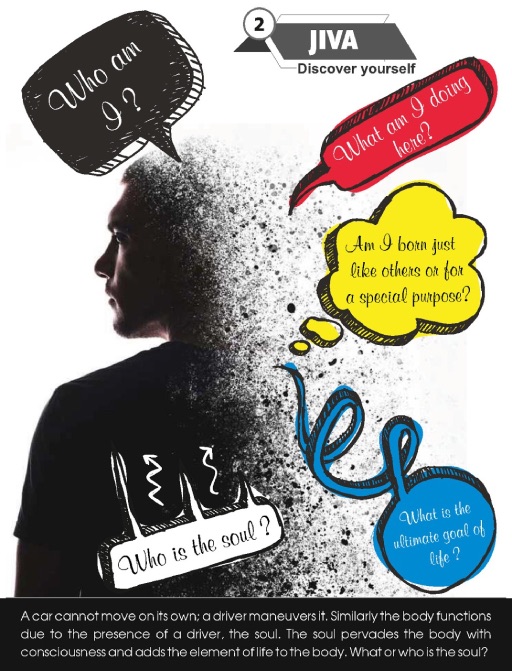 2
JIVA
Discover yourself
Who am
I ?
What am I doing
here?
Am I born just
like others or for
a special purpose?
What is the
ultimate goal of
life ?
Who is the soul ?
A car cannot move on its own; a driver maneuvers it. Similarly the body functions
due to the presence of a driver, the soul. The soul pervades the body with
consciousness and adds the element of life to the body. What or who is the soul?